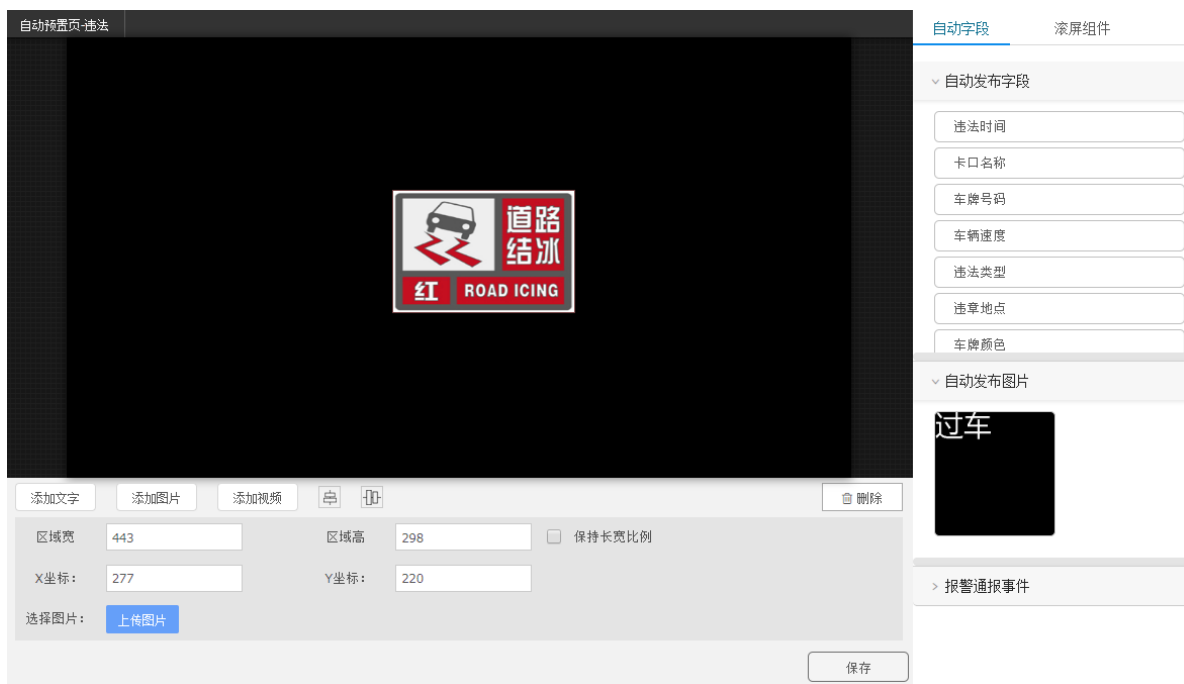 自动预置页-违法
自动字段
滚屏组件
自动发布字段
违法时间
卡口名称
车牌号码
车辆速度
违法类型
违章地点
车牌颜色
道路
结冰
红
ROAD ICING
自动发布图片
过车
添加文字
添加图片
添加视频
删除
区域宽
443
区域高
298
保持长宽比例
X坐标:
277
Y坐标:
220
选择图片:
上传图片
报警通报事件
保存